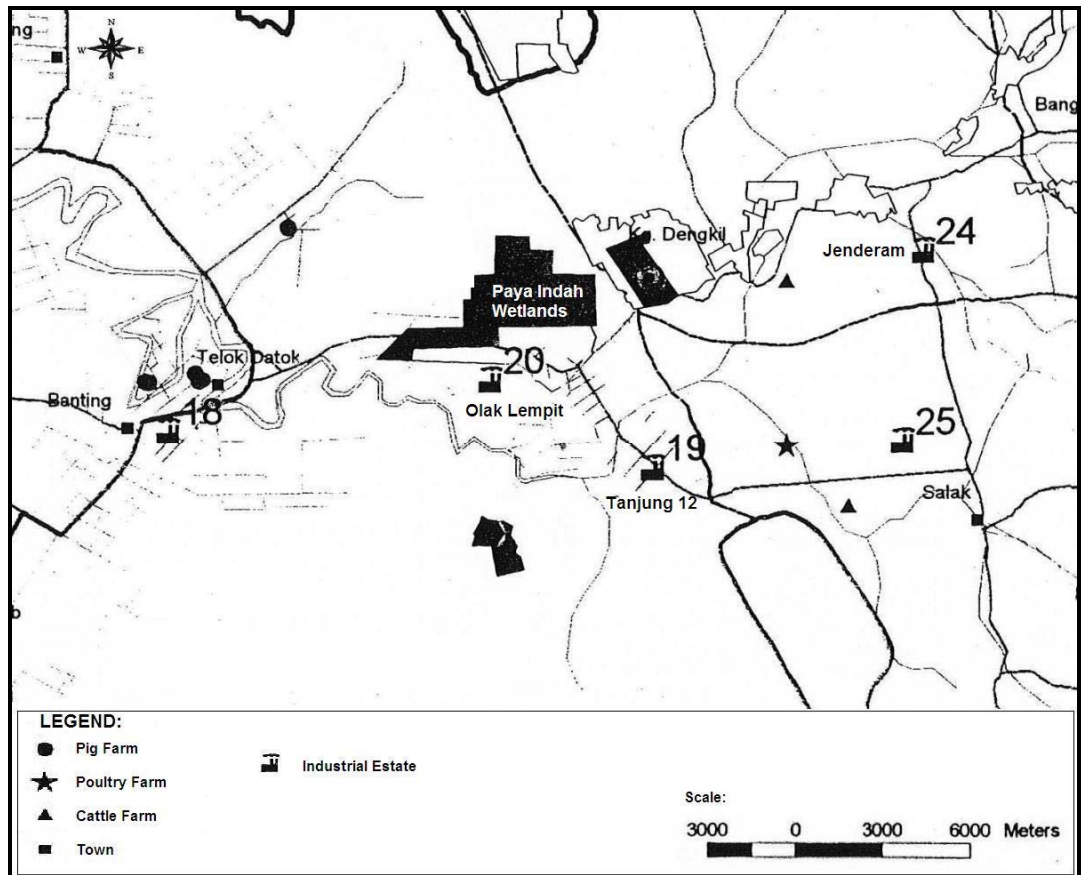 ng
N
W E
S
Bang
Kg. Dengkil
24
Jenderam
Paya Indah
Wetlands
Telok Datok
20
Olak Lempit
Banting
18
25
19
Tanjung 12
Salak
b
LEGEND:
Pig Farm
Poultry Farm
Cattle Farm
Town
Industrial Estate
Scale:
3000 0 3000 6000 Meters